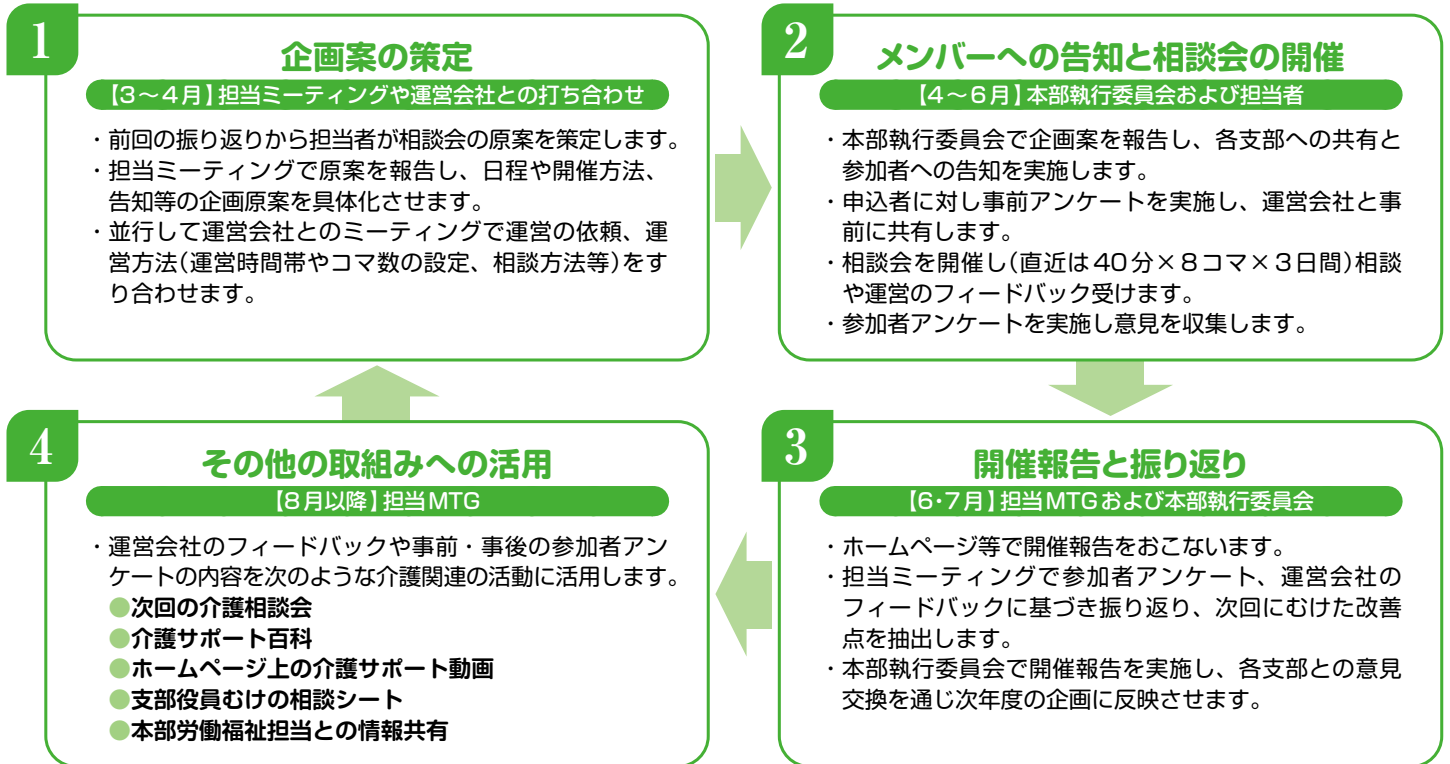 1
企画案の策定
【3～4月】担当ミーティングや運営会社との打ち合わせ
・前回の振り返りから担当者が相談会の原案を策定します。
・担当ミーティングで原案を報告し、日程や開催方法、
告知等の企画原案を具体化させます。
・並行して運営会社とのミーティングで運営の依頼、運
営方法(運営時間帯やコマ数の設定、相談方法等)をす
り合わせます。
2
メンバーへの告知と相談会の開催
【4～6月】本部執行委員会および担当者
・本部執行委員会で企画案を報告し、各支部への共有と
参加者への告知を実施します。
・申込者に対し事前アンケートを実施し、運営会社と事
前に共有します。
・相談会を開催し(直近は40分×8コマ×3日間)相談
や運営のフィードバック受けます。
・参加者アンケートを実施し意見を収集します。
3
開催報告と振り返り
【6・7月】担当MTGおよび本部執行委員会
・ホームページ等で開催報告をおこないます。
・担当ミーティングで参加者アンケート、運営会社の
フィードバックに基づき振り返り、次回にむけた改善
点を抽出します。
・本部執行委員会で開催報告を実施し、各支部との意見
交換を通じ次年度の企画に反映させます。
4
その他の取組みへの活用
【8月以降】担当MTG
・運営会社のフィードバックや事前・事後の参加者アン
ケートの内容を次のような介護関連の活動に活用します。
●次回の介護相談会
●介護サポート百科
●ホームページ上の介護サポート動画
●支部役員むけの相談シート
●本部労働福祉担当との情報共有